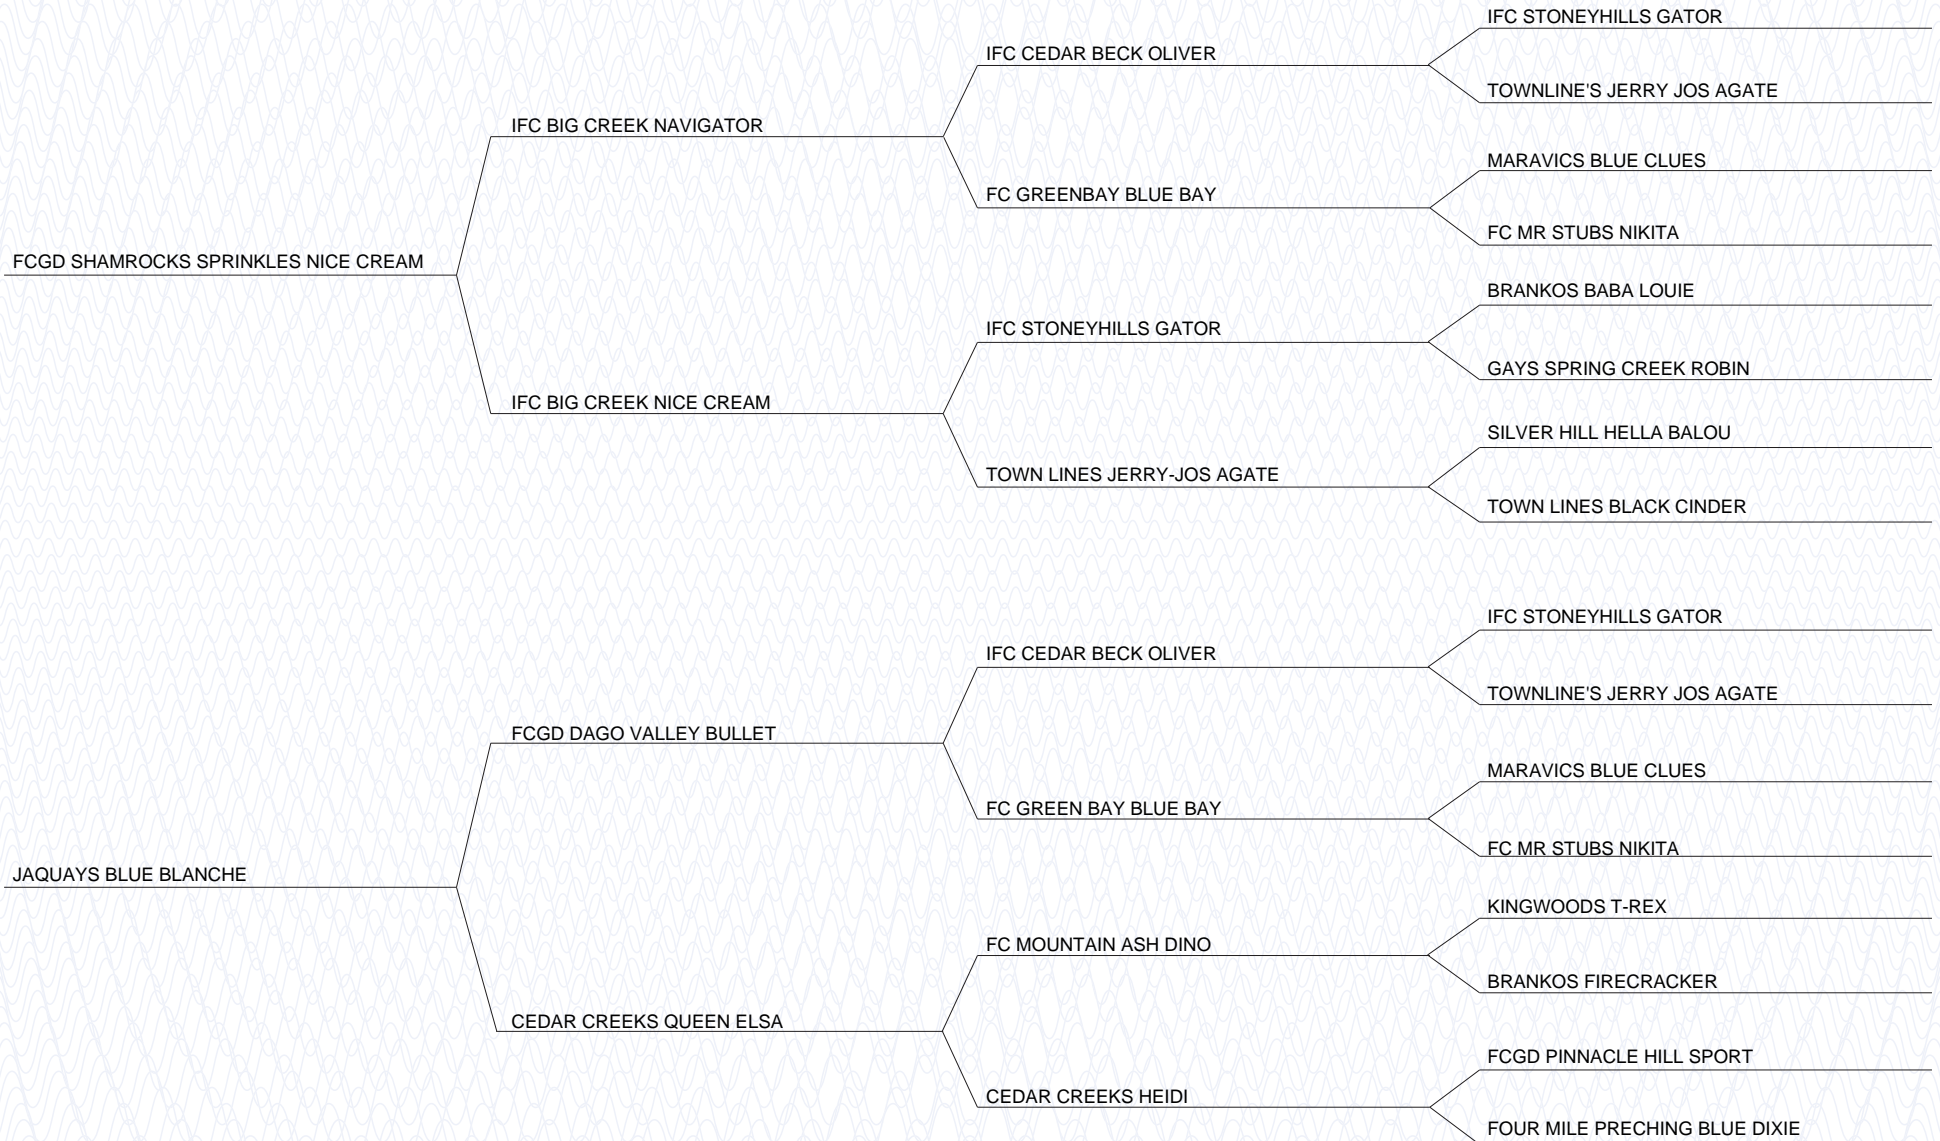 IFC STONEYHILLS GATOR
IFC CEDAR BECK OLIVER
TOWNLINE'S JERRY JOS AGATE
IFC BIG CREEK NAVIGATOR
MARAVICS BLUE CLUES
FC GREENBAY BLUE BAY
FC MR STUBS NIKITA
FCGD SHAMROCKS SPRINKLES NICE CREAM
BRANKOS BABA LOUIE
IFC STONEYHILLS GATOR
GAYS SPRING CREEK ROBIN
IFC BIG CREEK NICE CREAM
SILVER HILL HELLA BALOU
TOWN LINES JERRY-JOS AGATE
TOWN LINES BLACK CINDER
IFC STONEYHILLS GATOR
IFC CEDAR BECK OLIVER
TOWNLINE'S JERRY JOS AGATE
FCGD DAGO VALLEY BULLET
MARAVICS BLUE CLUES
FC GREEN BAY BLUE BAY
FC MR STUBS NIKITA
JAQUAYS BLUE BLANCHE
KINGWOODS T-REX
FC MOUNTAIN ASH DINO
BRANKOS FIRECRACKER
CEDAR CREEKS QUEEN ELSA
FCGD PINNACLE HILL SPORT
CEDAR CREEKS HEIDI
FOUR MILE PRECHING BLUE DIXIE